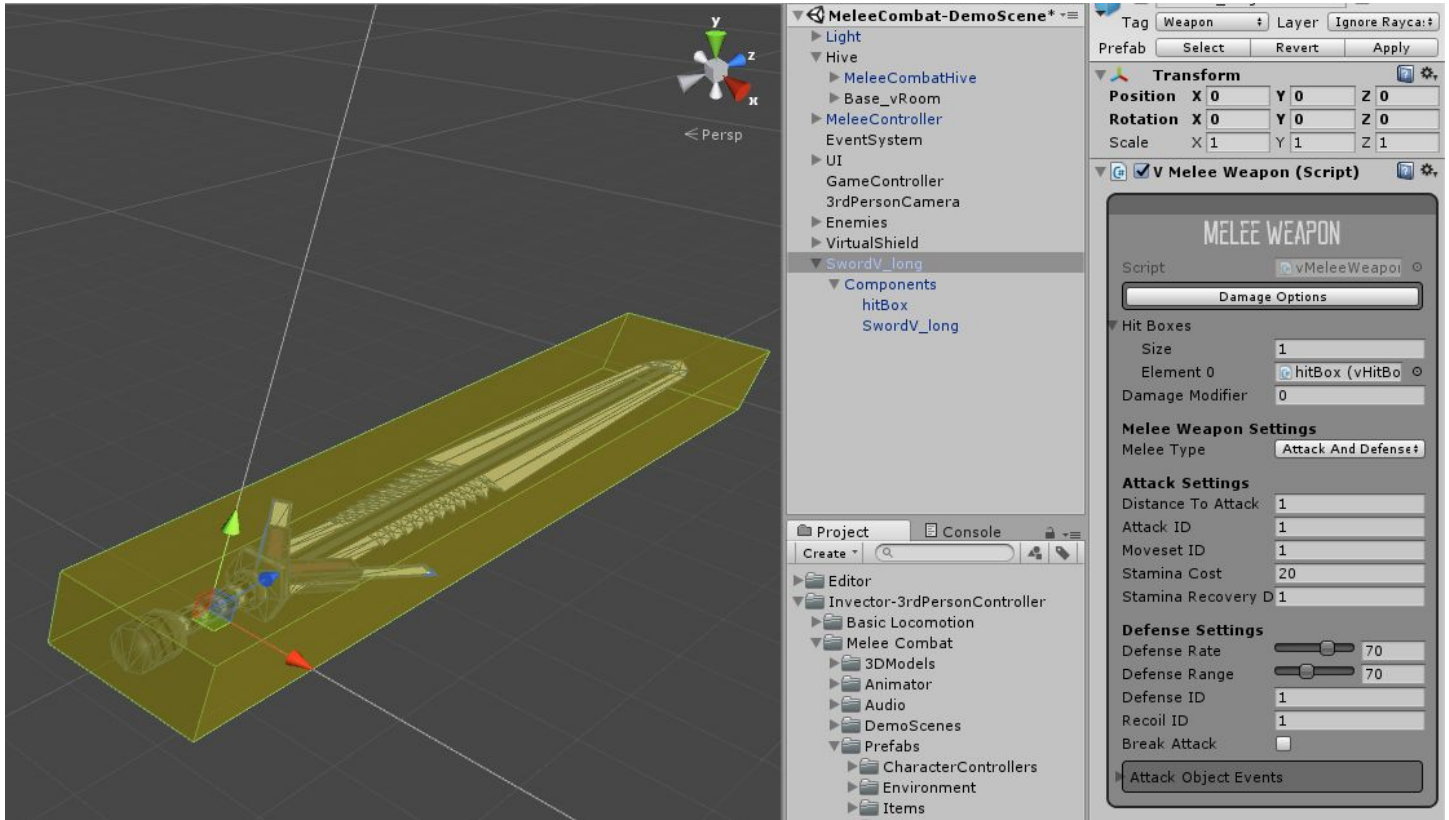 y
z
x
Persp
MeleeCombat-DemoScene*
Light
Hive
MeleeCombatHive
Base_vRoom
MeleeController
EventSystem
UI
GameController
3rdPersonCamera
Enemies
VirtualShield
SwordV_long
Components
hitBox
SwordV_long
Project Console
Create
Editor
Invector-3rdPersonController
Basic Locomotion
Melee Combat
3DModels
Animator
Audio
DemoScenes
Prefabs
CharacterControllers
Environment
Items
Tag Weapon Layer Ignore Rayca
Prefab Select Revert Apply
Transform
Position X 0 Y 0 Z 0
Rotation X 0 Y 0 Z 0
Scale X 1 Y 1 Z 1
V Melee Weapon (Script)
MELEE WEAPON
Script vMeleeWeapo
Damage Options
Hit Boxes
Size 1
Element 0 hitBox (vHitBo
Damage Modifier 0
Melee Weapon Settings
Melee Type Attack And Defense
Attack Settings
Distance To Attack 1
Attack ID 1
Moveset ID 1
Stamina Cost 20
Stamina Recovery D 1
Defense Settings
Defense Rate 70
Defense Range 70
Defense ID 1
Recoil ID 1
Break Attack
Attack Object Events